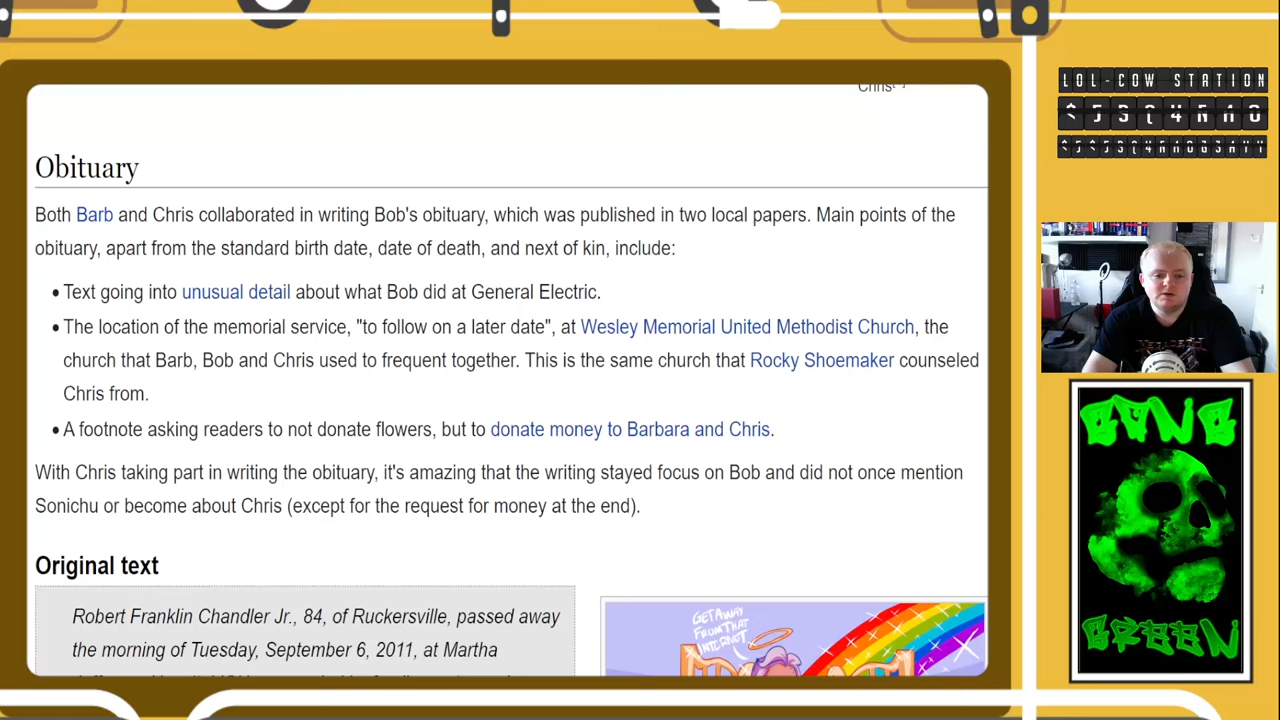 Chris
Obituary
Both Barb and Chris collaborated in writing Bob's obituary, which was published in two local papers. Main points of the
obituary, apart from the standard birth date, date of death, and next of kin, include:
• Text going into unusual detail about what Bob did at General Electric.
• The location of the memorial service, "to follow on a later date", at Wesley Memorial United Methodist Church, the
church that Barb, Bob and Chris used to frequent together. This is the same church that Rocky Shoemaker counseled
Chris from.
• A footnote asking readers to not donate flowers, but to donate money to Barbara and Chris.
With Chris taking part in writing the obituary, it's amazing that the writing stayed focus on Bob and did not once mention
Sonichu or become about Chris (except for the request for money at the end).
Original text
Robert Franklin Chandler Jr., 84, of Ruckersville, passed away
the morning of Tuesday, September 6, 2011, at Martha
GET AWAY
FROM THAT
INTERNET
LOL-COW STATION
GANG
GREEN